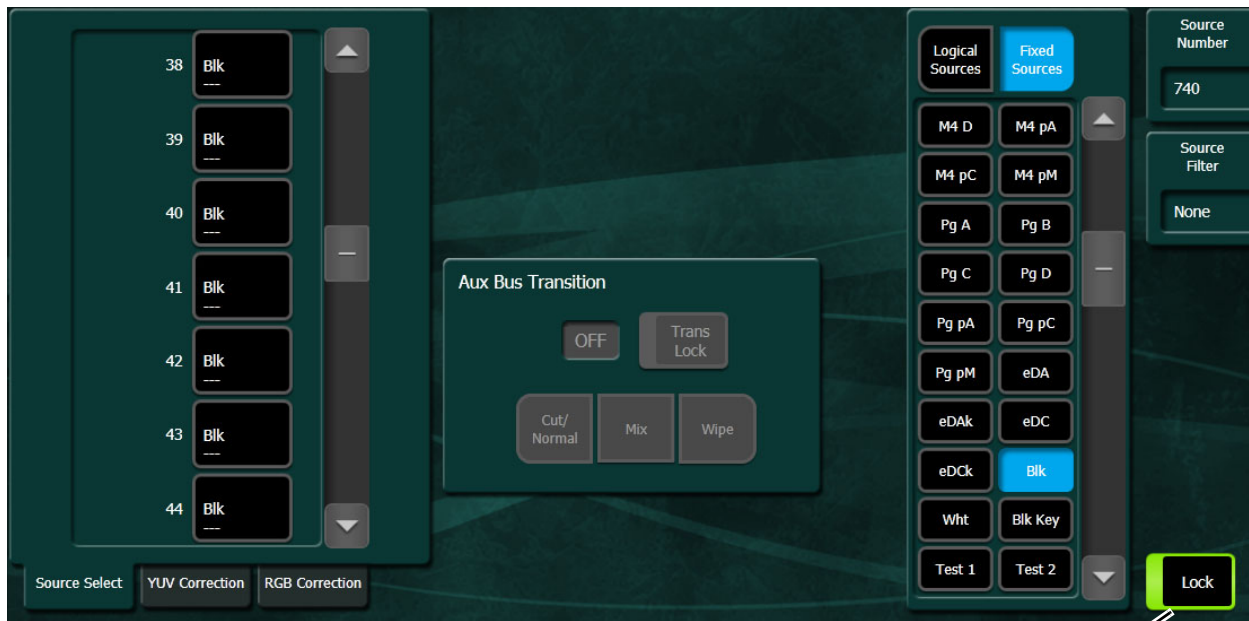 38 Blk
---
39 Blk
---
40 Blk
---
41 Blk
---
42 Blk
---
43 Blk
---
44 Blk
---
Source Select YUV Correction RGB Correction
Aux Bus Transition
OFF
Trans
Lock
Cut/
Normal
Mix
Wipe
Logical
Sources
Fixed
Sources
M4 D M4 pA
M4 pC M4 pM
Pg A Pg B
Pg C Pg D
Pg pA Pg pC
Pg pM eDA
eDAk eDC
eDCk Blk
Wht Blk Key
Test 1 Test 2
Source
Number
740
Source
Filter
None
Lock